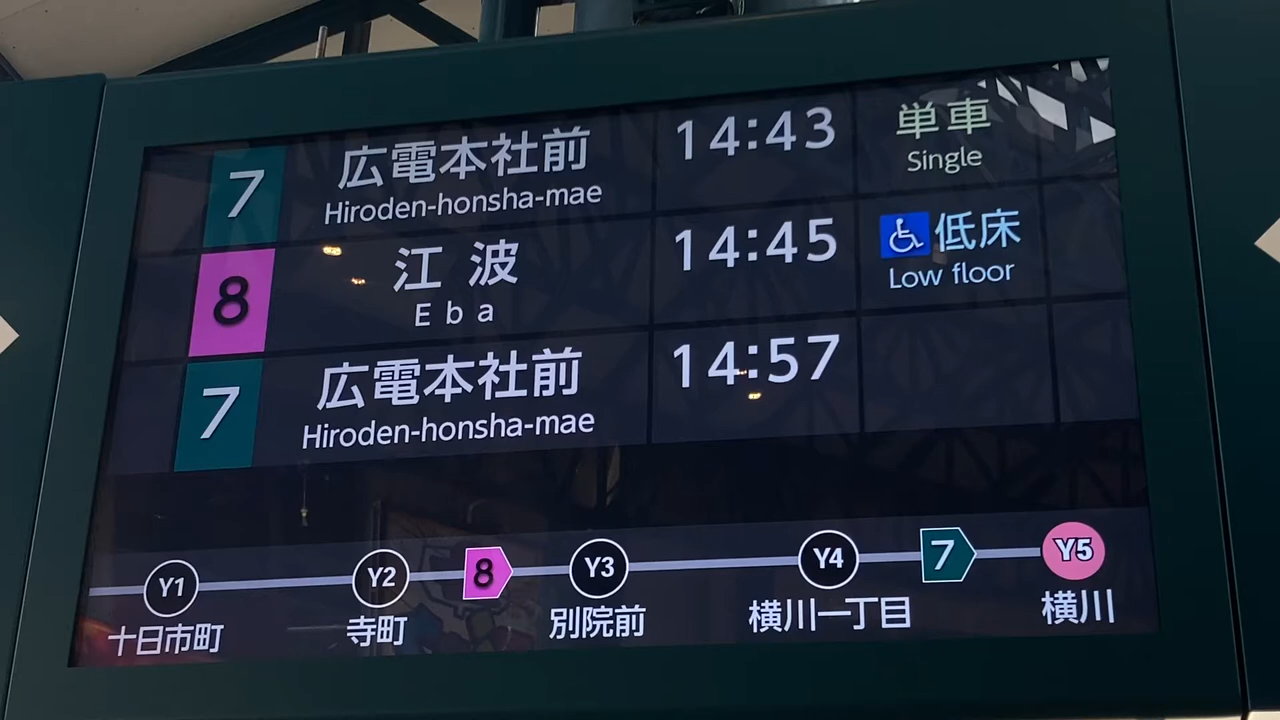 7 広電本社前 14:43 単車
Hiroden-honsha-mae Single
8 江波 14:45 低床
Eba Low floor
7 広電本社前 14:57
Hiroden-honsha-mae
Y1 Y2 8 Y3 Y4 7 Y5
十日市町 寺町 別院前 横川一丁目 横川